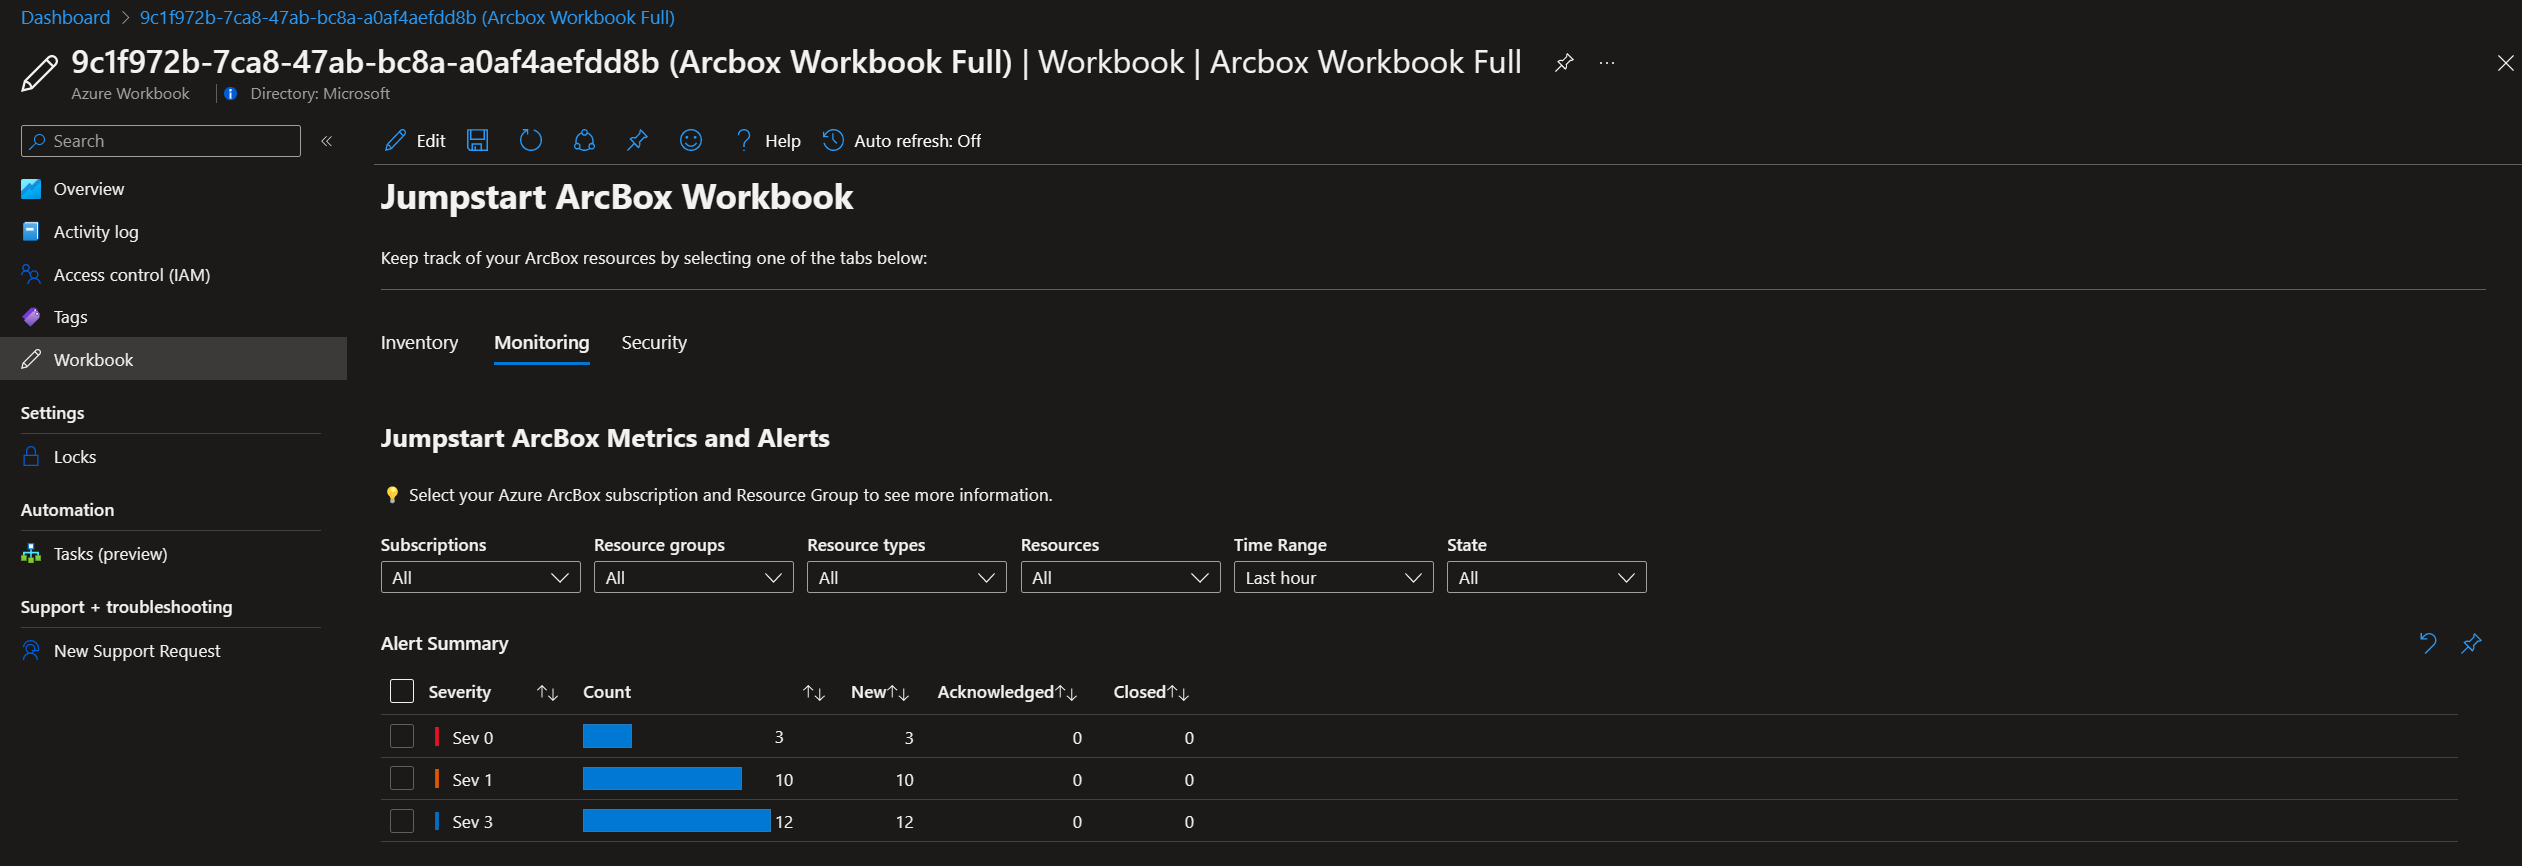 Dashboard > 9c1f972b-7ca8-47ab-bc8a-a0af4aefdd8b (Arcbox Workbook Full)
9c1f972b-7ca8-47ab-bc8a-a0af4aefdd8b (Arcbox Workbook Full) | Workbook | Arcbox Workbook Full ...
Azure Workbook | Directory: Microsoft
Search «
Overview
Activity log
Access control (IAM)
Tags
Workbook
Settings
Locks
Automation
Tasks (preview)
Support + troubleshooting
New Support Request
Edit Help Auto refresh: Off
Jumpstart ArcBox Workbook
Keep track of your ArcBox resources by selecting one of the tabs below:
Inventory Monitoring Security
Jumpstart ArcBox Metrics and Alerts
Select your Azure ArcBox subscription and Resource Group to see more information.
Subscriptions Resource groups Resource types Resources Time Range State
All All All All Last hour All
Alert Summary
Severity ↑↓ Count ↑↓ New↑↓ Acknowledged↑↓ Closed↑↓
Sev 0 3 3 0 0
Sev 1 10 10 0 0
Sev 3 12 12 0 0